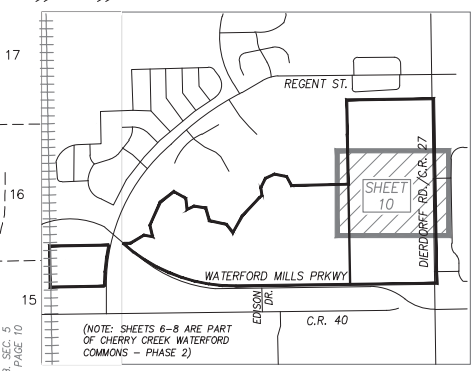 17
REGENT ST.
DIERDORFF RD./C.R. 27
SHEET
10
16
WATERFORD MILLS PRKWY
EDISON
DR.
15
C.R. 40
(NOTE: SHEETS 6-8 ARE PART
OF CHERRY CREEK WATERFORD
COMMONS - PHASE 2)
SEC. 5
PAGE 10